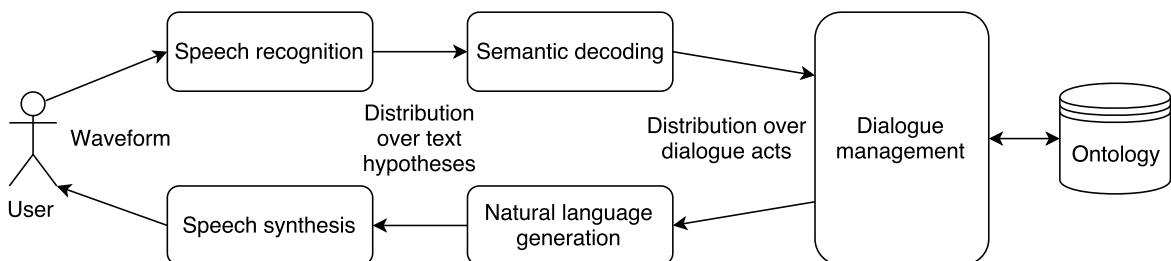 Speech recognition
Semantic decoding
Waveform
Distribution
over text
hypotheses
Distribution over
dialogue acts
Dialogue
management
Ontology
User
Speech synthesis
Natural language
generation